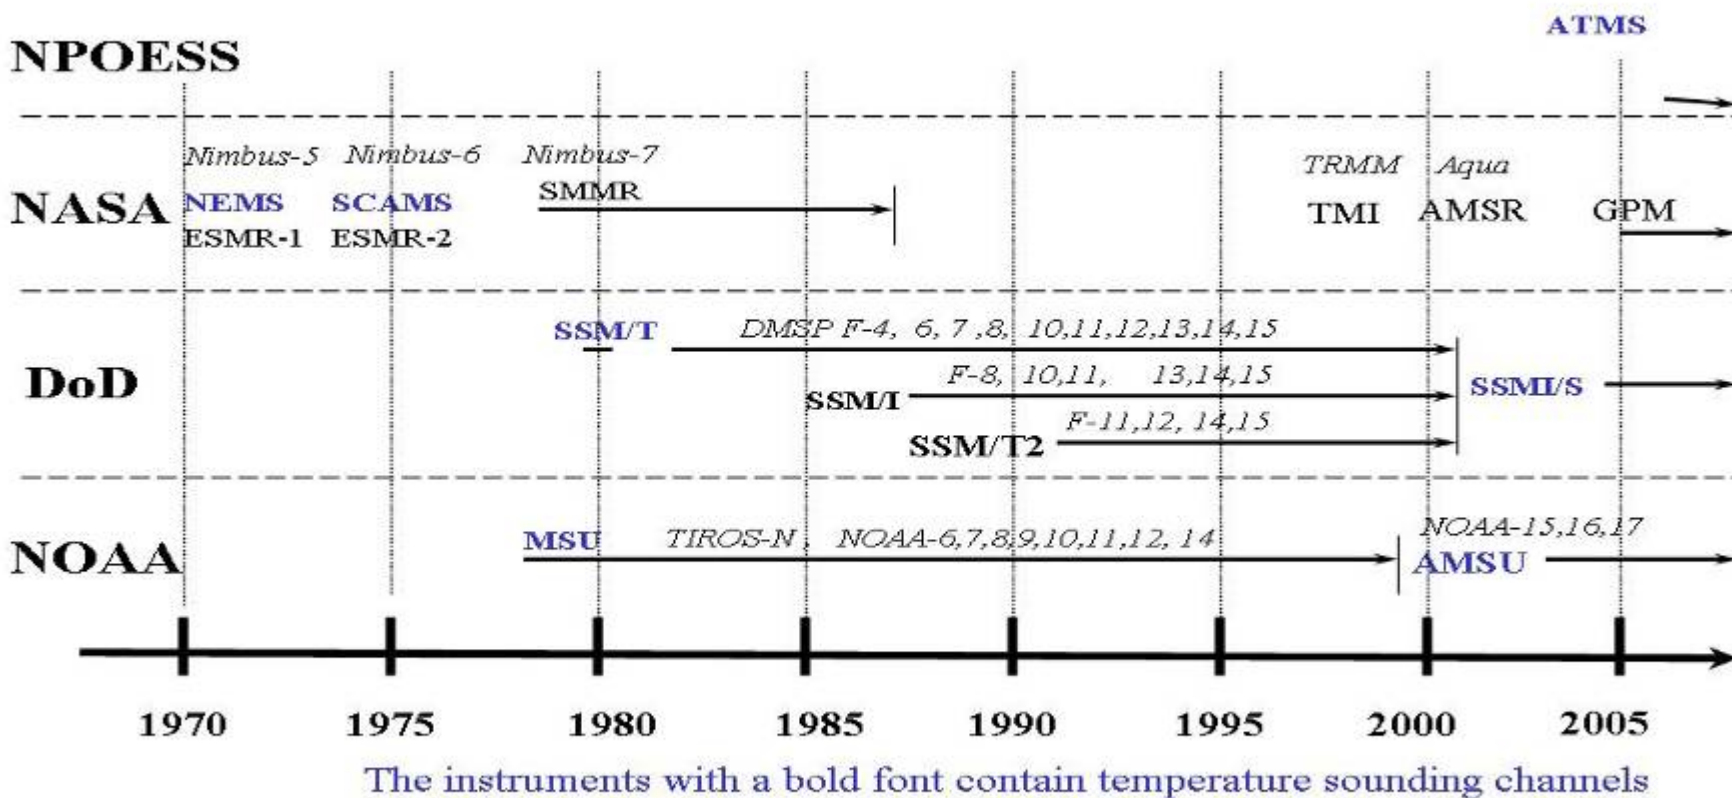 ATMS
NPOESS
Nimbus-5 Nimbus-6 Nimbus-7 TRMM Aqua
NASA NEMS SCAMS SMMR TMI AMSR GPM
ESMR-1 ESMR-2
SSM/T DMSP F-4, 6, 7 ,8, 10,11,12,13,14,15
DoD F-8, 10,11, 13,14,15 SSMI/S
SSM/I
F-11,12, 14,15
SSM/T2
NOAA-15,16,17
NOAA MSU TIROS-N , NOAA-6,7,8,9,10,11,12, 14 AMSU
1970 1975 1980 1985 1990 1995 2000 2005
The instruments with a bold font contain temperature sounding channels